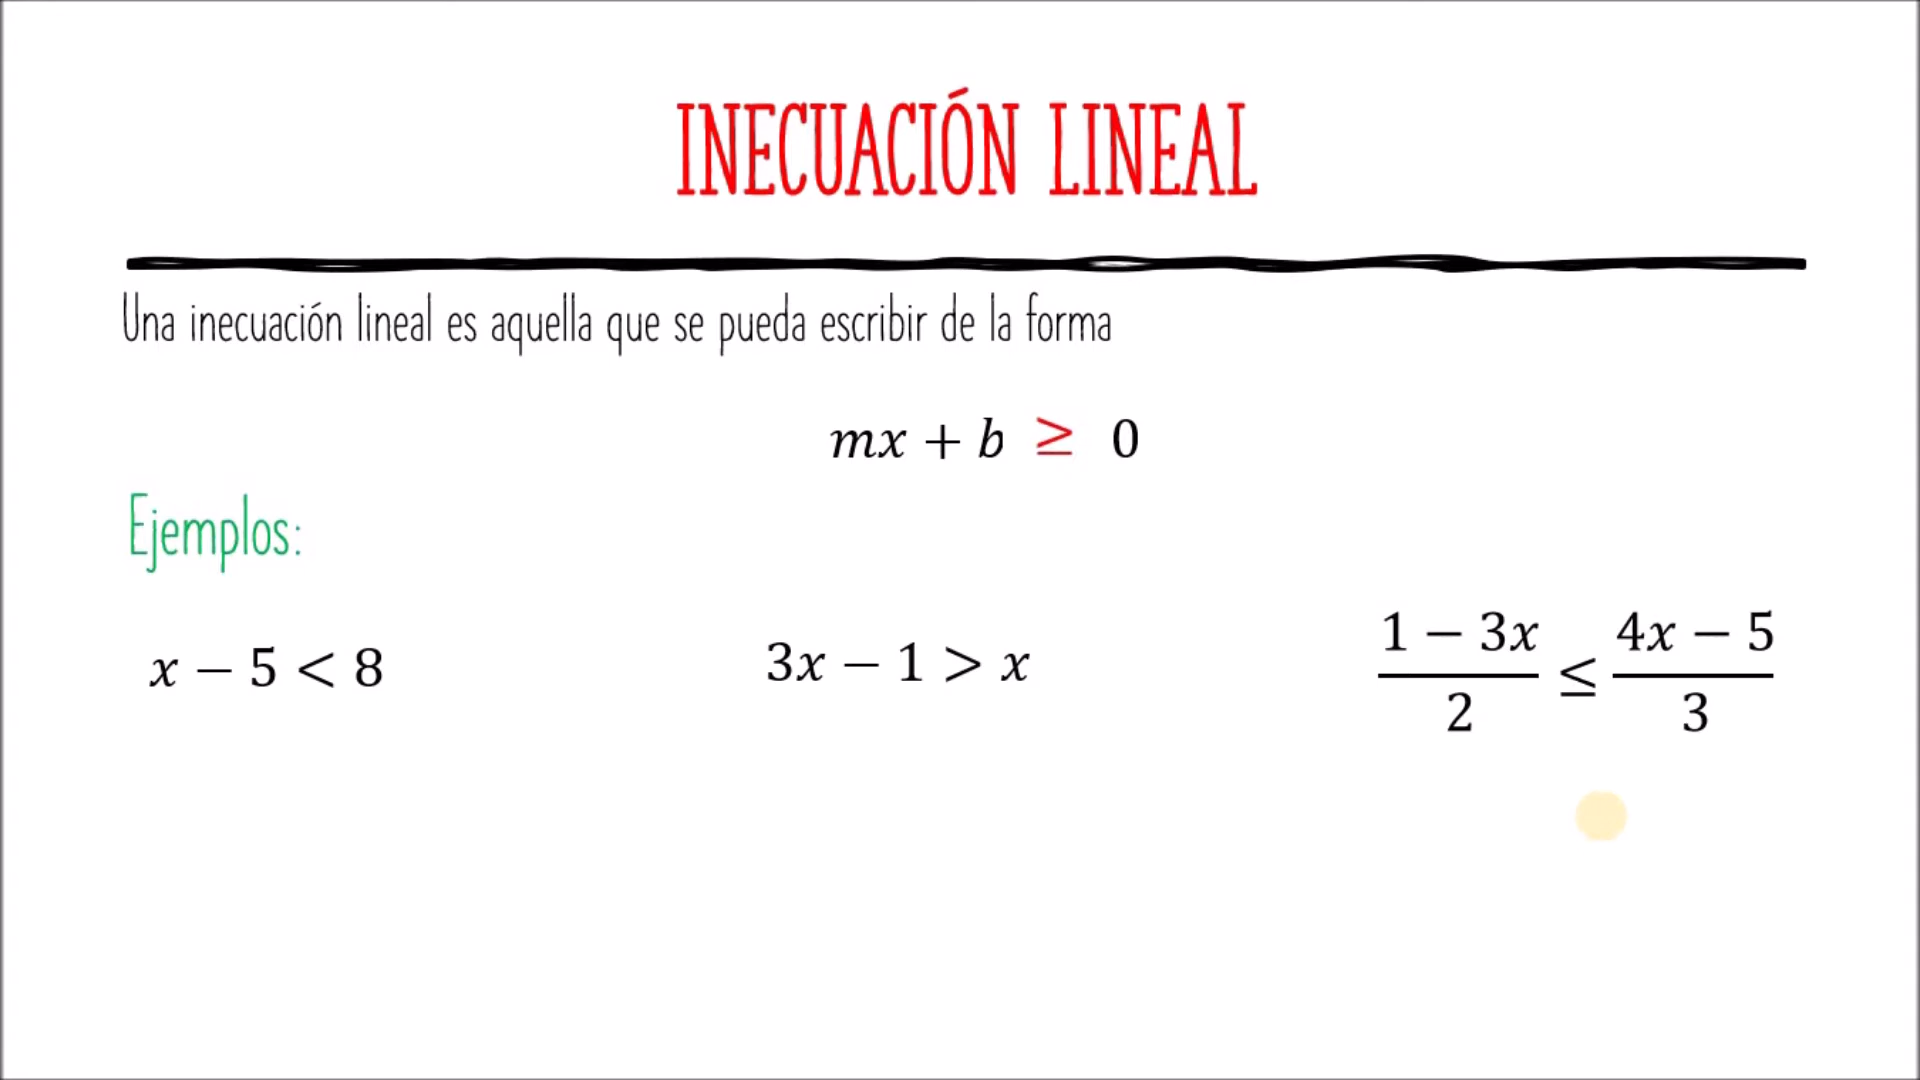 INECUACIÓN LINEAL
Una inecuación lineal es aquella que se pueda escribir de la forma
mx + b ≥ 0
Ejemplos:
x − 5 < 8
3x − 1 > x
(1 − 3x)/2 ≤ (4x − 5)/3